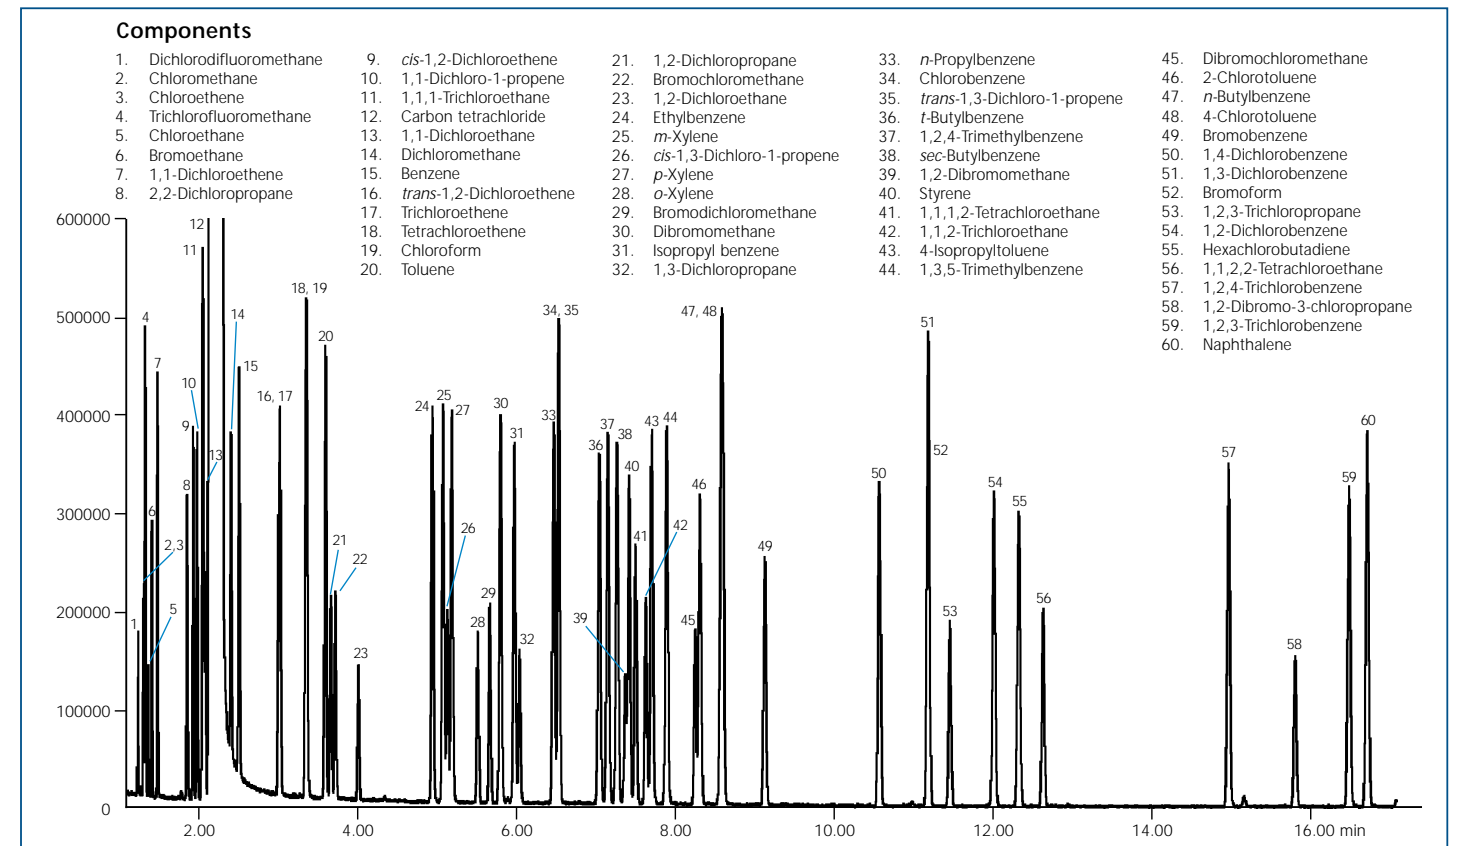 Components
1. Dichlorodifluoromethane
2. Chloromethane
3. Chloroethene
4. Trichlorofluoromethane
5. Chloroethane
6. Bromoethane
7. 1,1-Dichloroethene
8. 2,2-Dichloropropane
9. cis-1,2-Dichloroethene
10. 1,1-Dichloro-1-propene
11. 1,1,1-Trichloroethane
12. Carbon tetrachloride
13. 1,1-Dichloroethane
14. Dichloromethane
15. Benzene
16. trans-1,2-Dichloroethene
17. Trichloroethene
18. Tetrachloroethene
19. Chloroform
20. Toluene
21. 1,2-Dichloropropane
22. Bromochloromethane
23. 1,2-Dichloroethane
24. Ethylbenzene
25. m-Xylene
26. cis-1,3-Dichloro-1-propene
27. p-Xylene
28. o-Xylene
29. Bromodichloromethane
30. Dibromomethane
31. Isopropyl benzene
32. 1,3-Dichloropropane
33. n-Propylbenzene
34. Chlorobenzene
35. trans-1,3-Dichloro-1-propene
36. t-Butylbenzene
37. 1,2,4-Trimethylbenzene
38. sec-Butylbenzene
39. 1,2-Dibromomethane
40. Styrene
41. 1,1,1,2-Tetrachloroethane
42. 1,1,2-Trichloroethane
43. 4-Isopropyltoluene
44. 1,3,5-Trimethylbenzene
45. Dibromochloromethane
46. 2-Chlorotoluene
47. n-Butylbenzene
48. 4-Chlorotoluene
49. Bromobenzene
50. 1,4-Dichlorobenzene
51. 1,3-Dichlorobenzene
52. Bromoform
53. 1,2,3-Trichloropropane
54. 1,2-Dichlorobenzene
55. Hexachlorobutadiene
56. 1,1,2,2-Tetrachloroethane
57. 1,2,4-Trichlorobenzene
58. 1,2-Dibromo-3-chloropropane
59. 1,2,3-Trichlorobenzene
60. Naphthalene
600000
500000
400000
300000
200000
100000
0
1
2,3
4
5
6
7
8
9
10
11
12
13
14
15
16, 17
18, 19
20
21
22
23
24
25
26
27
28
29
30
31
32
33
34, 35
36
37
38
39
40
41
42
43
44
45
46
47, 48
49
50
51
52
53
54
55
56
57
58
59
60
2.00 4.00 6.00 8.00 10.00 12.00 14.00 16.00 min